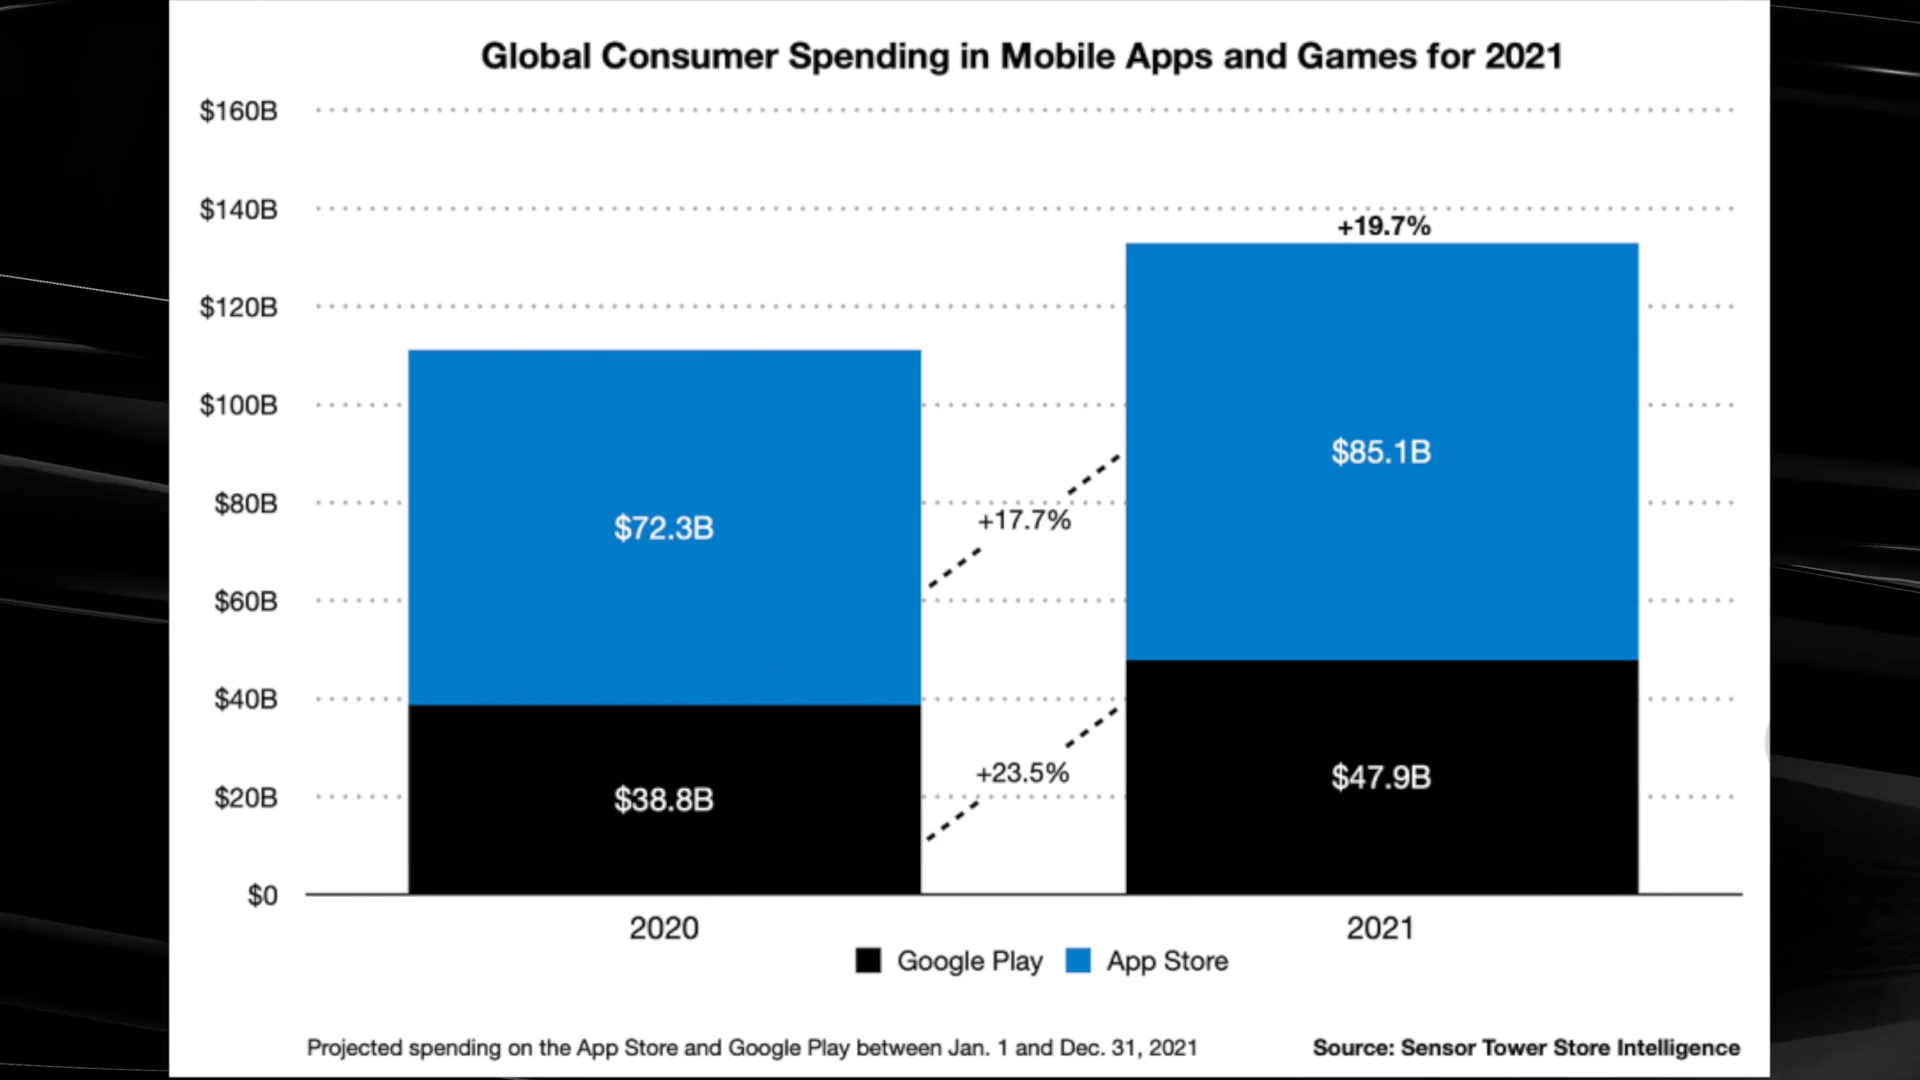 Global Consumer Spending in Mobile Apps and Games for 2021
$160B
$140B
+19.7%
$120B
$100B
$85.1B
$80B
+17.7%
$72.3B
$60B
$40B
+23.5%
$47.9B
$20B
$38.8B
$0
2020
2021
Google Play
App Store
Projected spending on the App Store and Google Play between Jan. 1 and Dec. 31, 2021
Source: Sensor Tower Store Intelligence